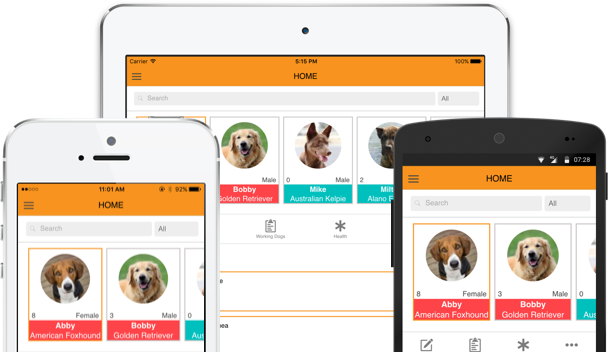 Carrier 5:15 PM 100%
HOME
Search All
Male 0 Male 2
Bobby Mike Milt
Golden Retriever Australian Kelpie Alano
Working Dogs Health
11:01 AM 92%
HOME
Search All
8 Female 3 Male 0
Abby Bobby
American Foxhound Golden Retriever Aus
07:28
HOME
Search All
8 Female 3 Male 0
Abby Bobby
American Foxhound Golden Retriever Aus